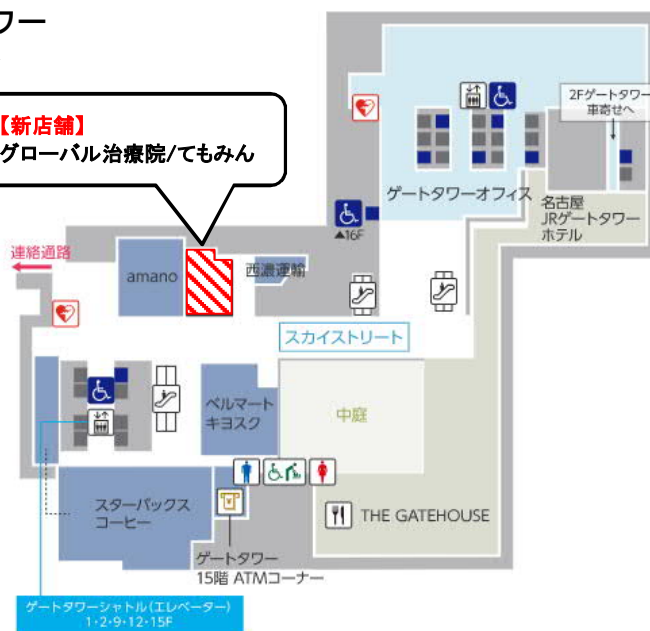 ワー
【新店舗】
グローバル治療院/てもみん
2Fゲートタワー
車寄せへ
ゲートタワーオフィス
名古屋
JRゲートタワー
ホテル
▲16F
連絡通路
amano
西濃運輸
スカイストリート
ベルマート
キヨスク
中庭
スターバックス
コーヒー
THE GATEHOUSE
ゲートタワー
15階 ATMコーナー
ゲートタワーシャトル(エレベーター)
1・2・9・12・15F